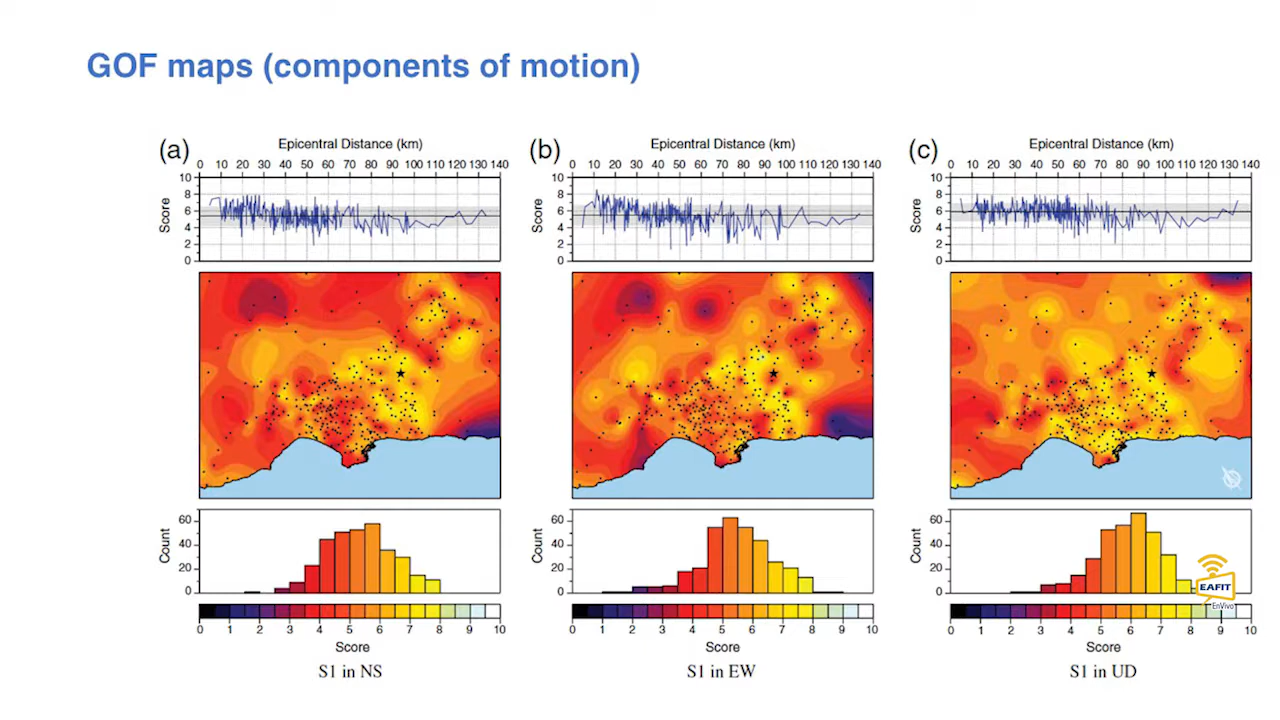 GOF maps (components of motion)
(a)
Epicentral Distance (km)
0 10 20 30 40 50 60 70 80 90 100 110 120 130 140
10
8
6
4
2
0
Score
60
40
20
0
Count
0 1 2 3 4 5 6 7 8 9 10
Score
S1 in NS
(b)
Epicentral Distance (km)
0 10 20 30 40 50 60 70 80 90 100 110 120 130 140
10
8
6
4
2
0
Score
60
40
20
0
Count
0 1 2 3 4 5 6 7 8 9 10
Score
S1 in EW
(c)
Epicentral Distance (km)
0 10 20 30 40 50 60 70 80 90 100 110 120 130 140
10
8
6
4
2
0
Score
60
40
20
0
Count
0 1 2 3 4 5 6 7 8 9 10
Score
S1 in UD
EAFIT
EnVivo